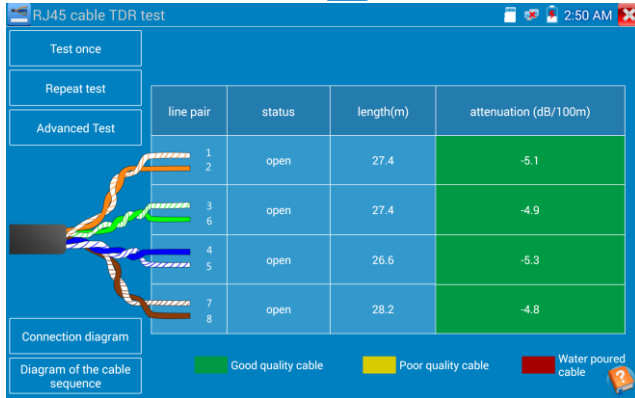 RJ45 cable TDR test
2:50 AM
Test once
Repeat test
Advanced Test
line pair status length(m) attenuation (dB/100m)
1
2
open 27.4 -5.1
3
6
open 27.4 -4.9
4
5
open 26.6 -5.3
7
8
open 28.2 -4.8
Connection diagram
Diagram of the cable
sequence
Good quality cable
Poor quality cable
Water poured
cable
?